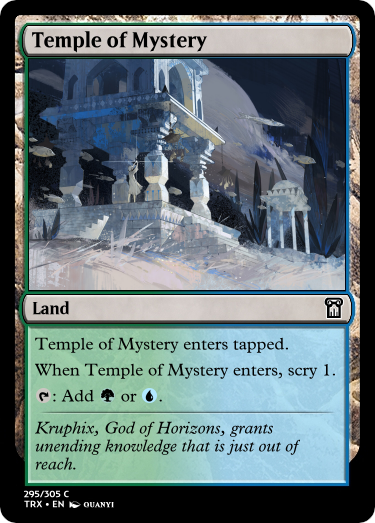 Temple of Mystery
Land
Temple of Mystery enters tapped.
When Temple of Mystery enters, scry 1.
: Add or .
Kruphix, God of Horizons, grants
unending knowledge that is just out of
reach.
295/305 C
TRX • EN OUANYI